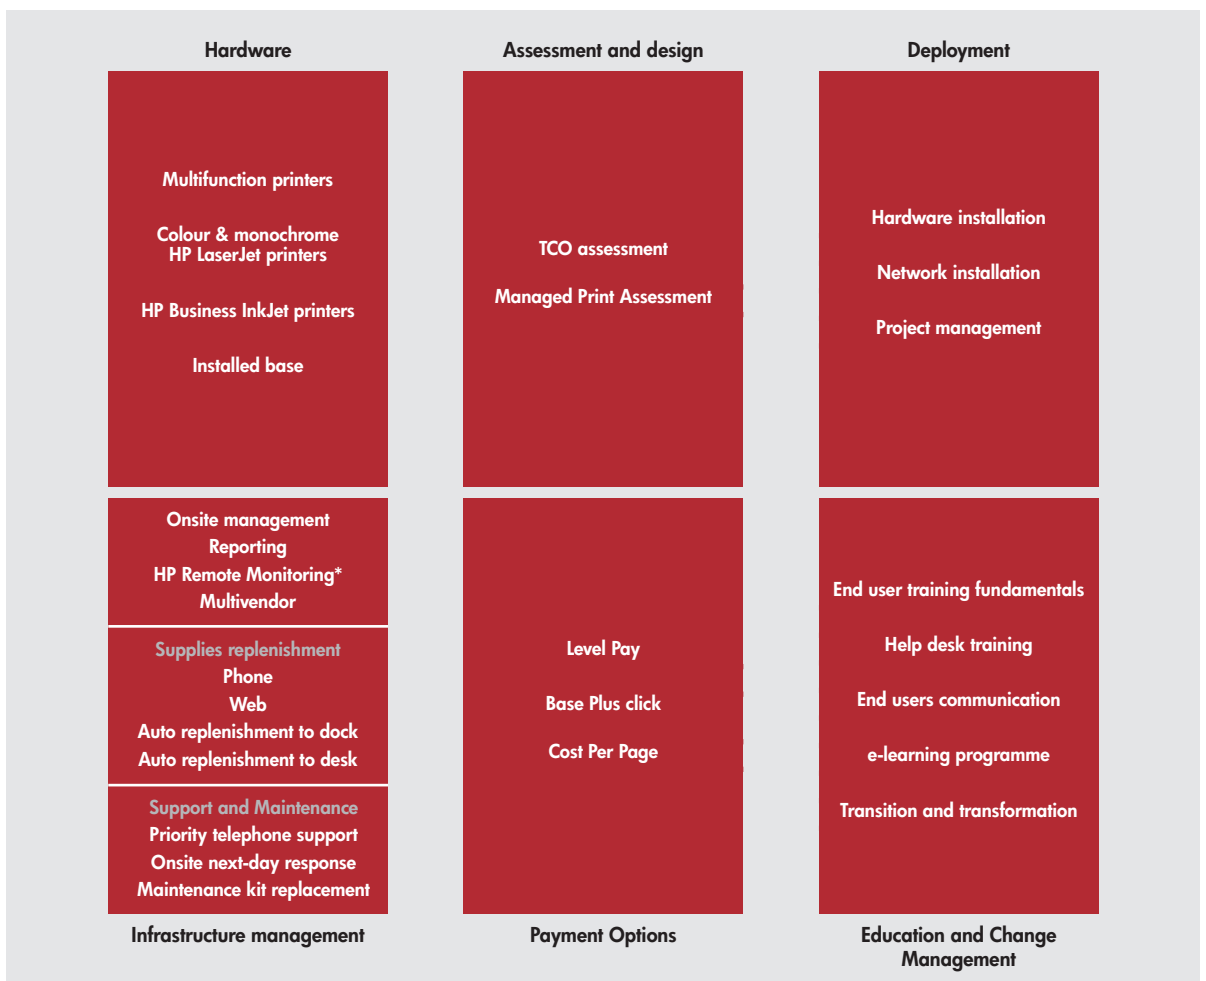 Hardware
Multifunction printers
Colour & monochrome
HP LaserJet printers
HP Business InkJet printers
Installed base
Assessment and design
TCO assessment
Managed Print Assessment
Deployment
Hardware installation
Network installation
Project management
Onsite management
Reporting
HP Remote Monitoring*
Multivendor
Supplies replenishment
Phone
Web
Auto replenishment to dock
Auto replenishment to desk
Support and Maintenance
Priority telephone support
Onsite next-day response
Maintenance kit replacement
Infrastructure management
Level Pay
Base Plus click
Cost Per Page
Payment Options
End user training fundamentals
Help desk training
End users communication
e-learning programme
Transition and transformation
Education and Change
Management